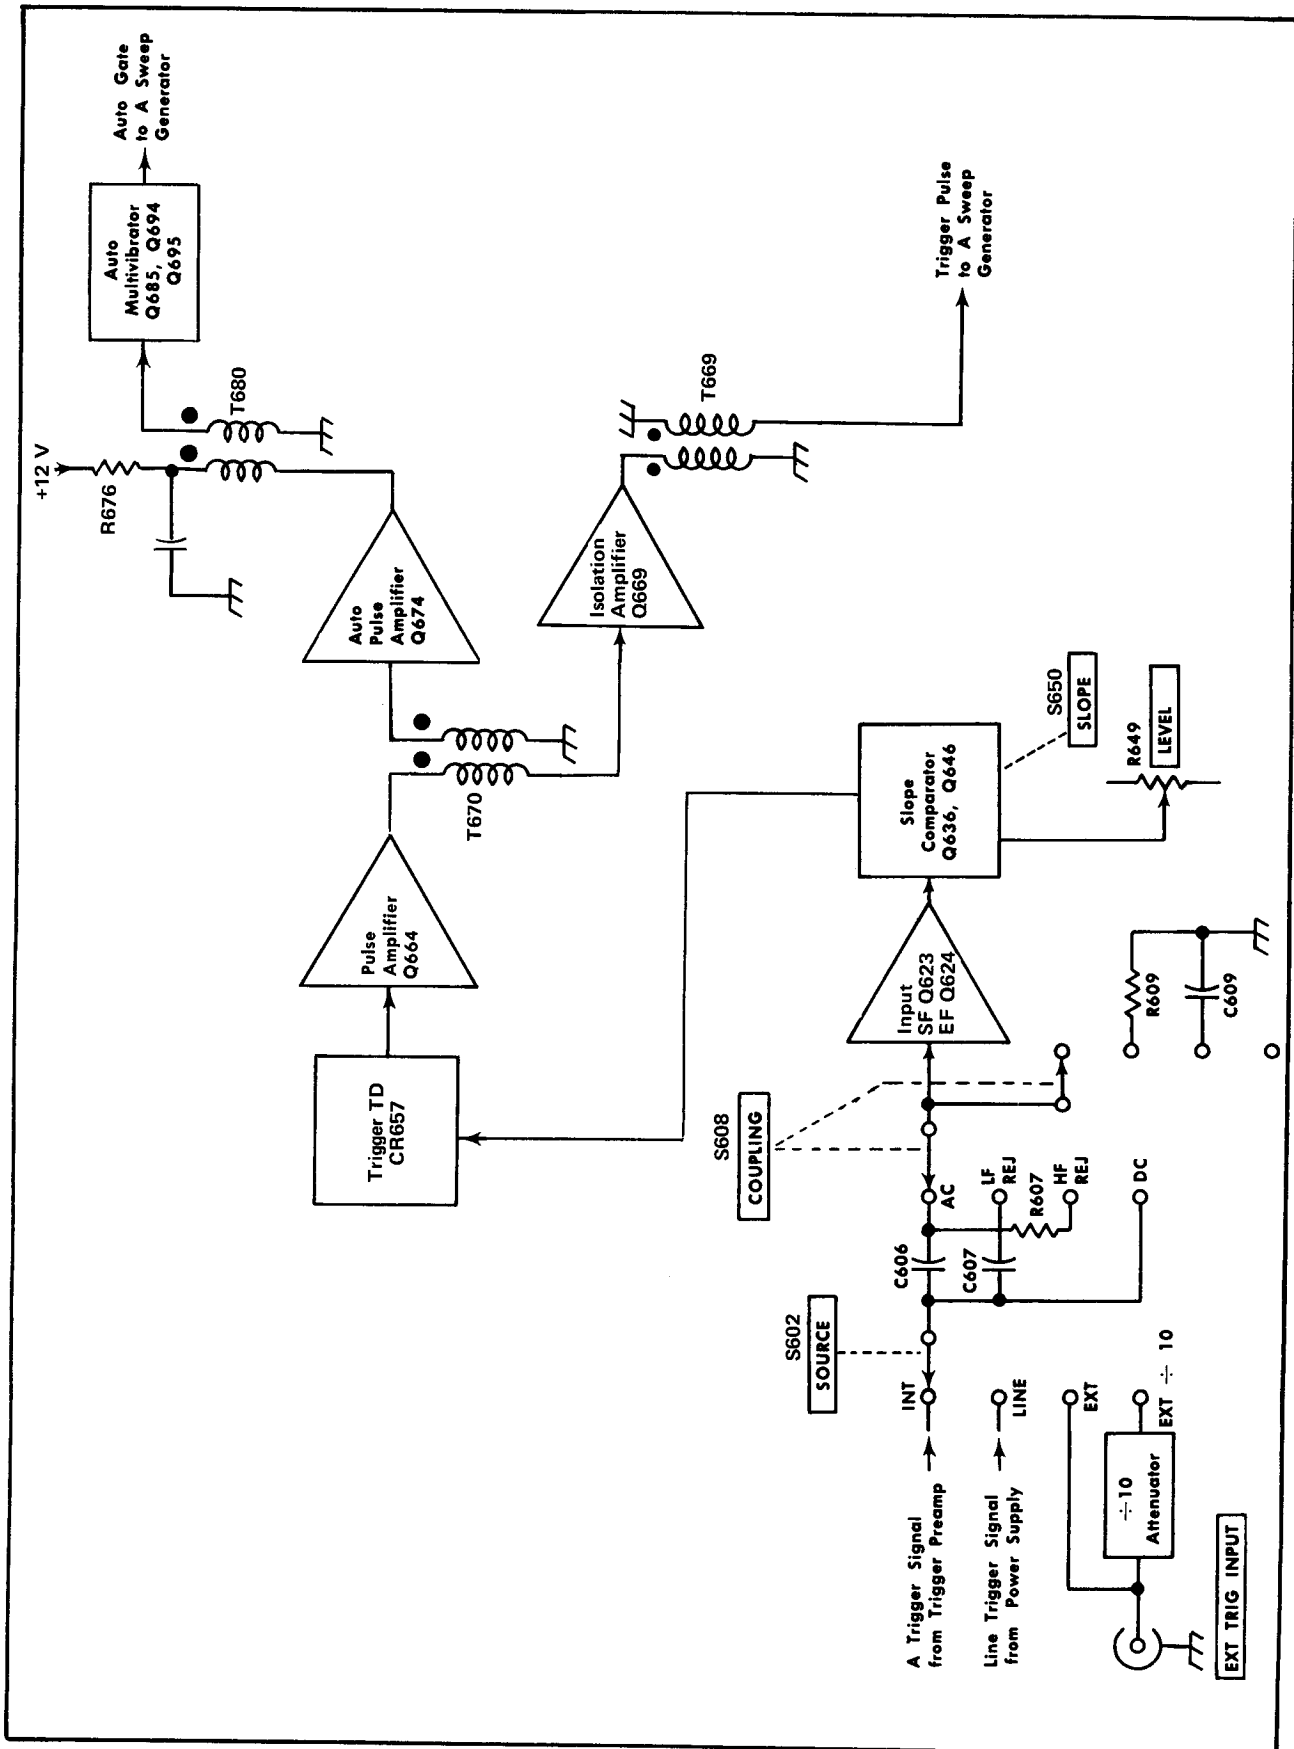 A Trigger Signal
from Trigger Preamp
Line Trigger Signal
from Power Supply
EXT TRIG INPUT
÷10
Attenuator
INT
LINE
EXT
EXT ÷ 10
S602
SOURCE
C606
C607
AC
LF
REJ
R607
HF
REJ
DC
S608
COUPLING
Input
SF Q623
EF Q624
R609
C609
Slope
Comparator
Q636, Q646
S650
SLOPE
R649
LEVEL
Trigger TD
CR657
Pulse
Amplifier
Q664
T670
Auto
Pulse
Amplifier
Q674
Isolation
Amplifier
Q669
+12 V
R676
T680
T669
Auto
Multivibrator
Q685, Q694
Q695
Auto Gate
to A Sweep
Generator
Trigger Pulse
to A Sweep
Generator